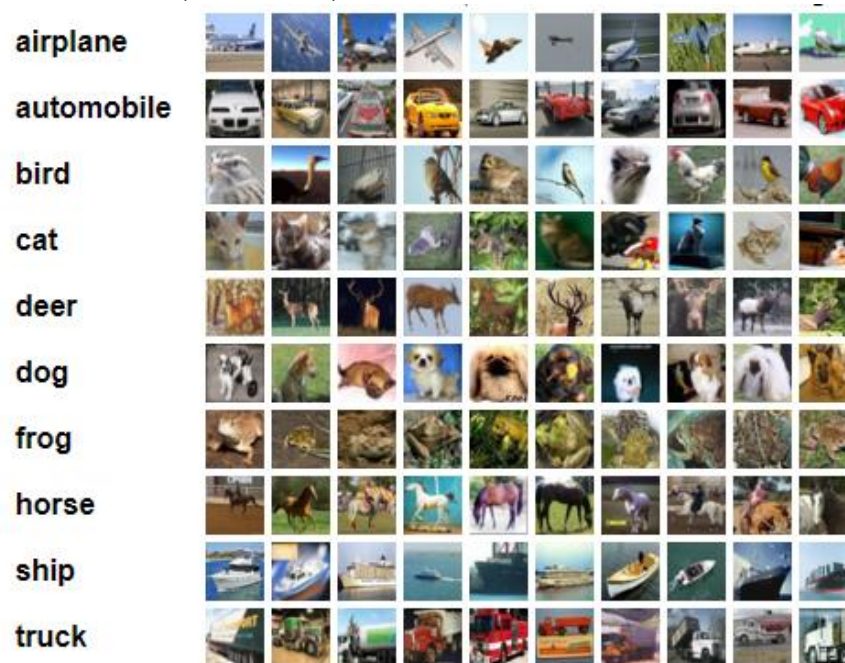 airplane
automobile
bird
cat
deer
dog
frog
horse
ship
truck